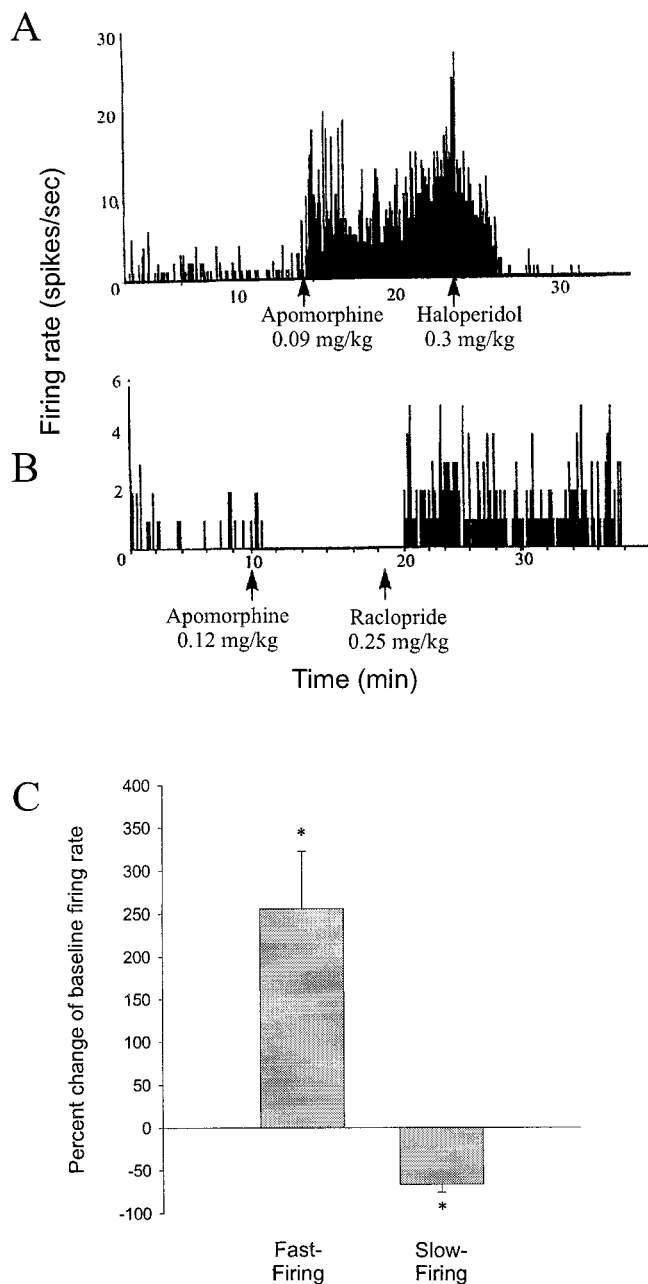 A
30
20
10
0
10
20
30
Apomorphine
0.09 mg/kg
Haloperidol
0.3 mg/kg
Firing rate (spikes/sec)
B
6
4
2
0
10
20
30
Apomorphine
0.12 mg/kg
Raclopride
0.25 mg/kg
Time (min)
C
400
350
300
250
200
150
100
50
0
-50
-100
Percent change of baseline firing rate
*
*
Fast-
Firing
Slow-
Firing